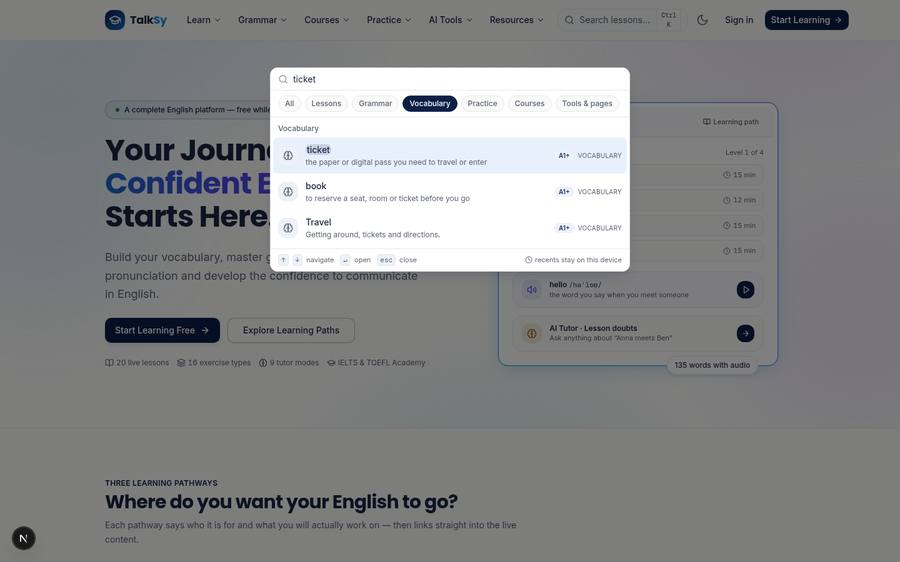 TalkSy
Learn
Grammar
Courses
Practice
AI Tools
Resources
Search lessons...
Ctrl
K
Sign in
Start Learning
ticket
All
Lessons
Grammar
Vocabulary
Practice
Courses
Tools & pages
Vocabulary
ticket
the paper or digital pass you need to travel or enter
A1+ VOCABULARY
book
to reserve a seat, room or ticket before you go
A1+ VOCABULARY
Travel
Getting around, tickets and directions.
A1+ VOCABULARY
↑ ↓ navigate ↵ open esc close
recents stay on this device
A complete English platform — free while
Your Journ
Confident E
Starts Here.
Build your vocabulary, master g
pronunciation and develop the confidence to communicate
in English.
Start Learning Free
Explore Learning Paths
20 live lessons
16 exercise types
9 tutor modes
IELTS & TOEFL Academy
Learning path
Level 1 of 4
15 min
12 min
15 min
15 min
hello /həˈloʊ/
the word you say when you meet someone
AI Tutor · Lesson doubts
Ask anything about "Anna meets Ben"
135 words with audio
THREE LEARNING PATHWAYS
Where do you want your English to go?
Each pathway says who it is for and what you will actually work on — then links straight into the live
content.
N